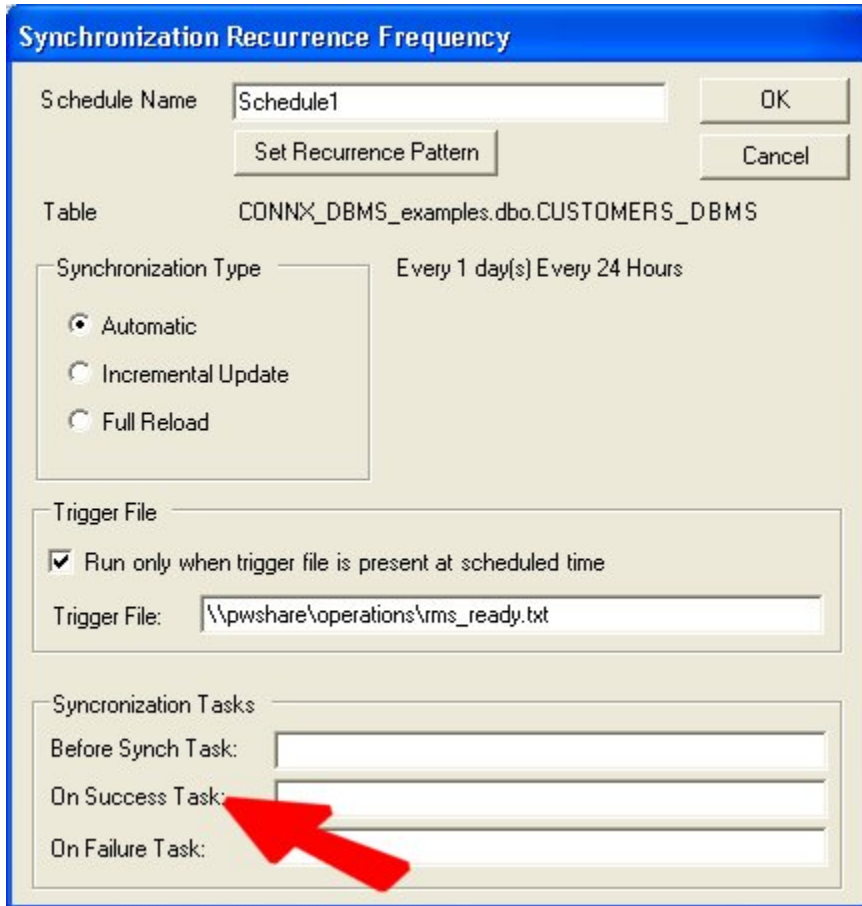 Synchronization Recurrence Frequency
Schedule Name Schedule1 OK
Set Recurrence Pattern Cancel
Table CONNX_DBMS_examples.dbo.CUSTOMERS_DBMS
Synchronization Type Every 1 day(s) Every 24 Hours
Automatic
Incremental Update
Full Reload
Trigger File
Run only when trigger file is present at scheduled time
Trigger File: \\pwshare\operations\rms_ready.txt
Syncronization Tasks
Before Synch Task:
On Success Task:
On Failure Task: